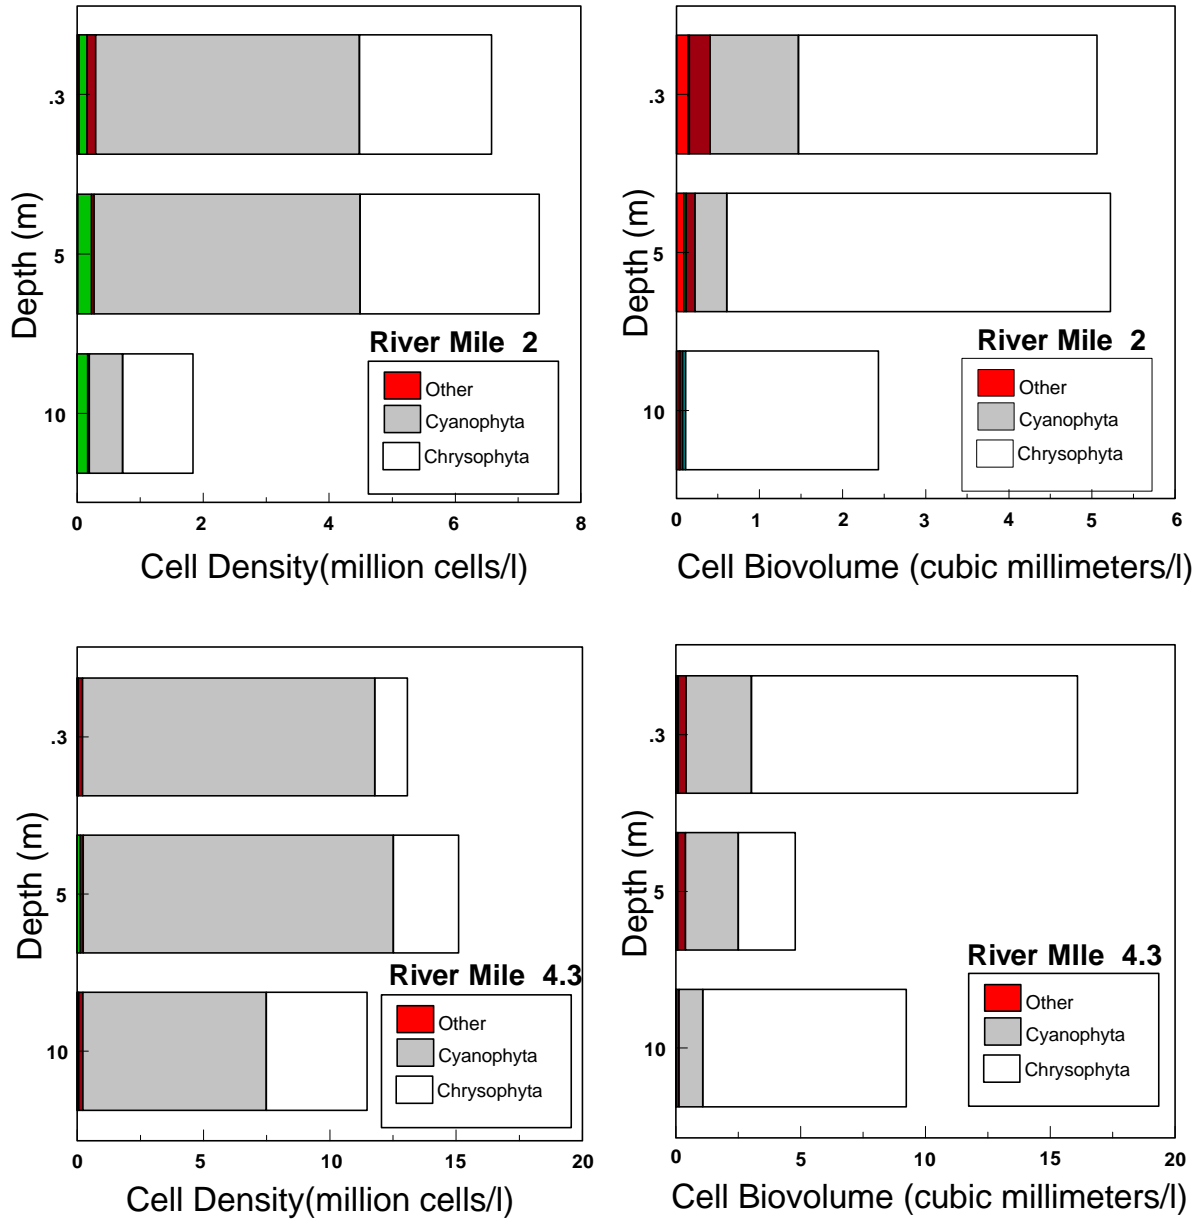 .3
5
10
Depth (m)
River Mile 2
Other
Cyanophyta
Chrysophyta
0 2 4 6 8
Cell Density(million cells/l)
.3
5
10
Depth (m)
River Mile 2
Other
Cyanophyta
Chrysophyta
0 1 2 3 4 5 6
Cell Biovolume (cubic millimeters/l)
.3
5
10
Depth (m)
River Mile 4.3
Other
Cyanophyta
Chrysophyta
0 5 10 15 20
Cell Density(million cells/l)
.3
5
10
Depth (m)
River MIle 4.3
Other
Cyanophyta
Chrysophyta
0 5 10 15 20
Cell Biovolume (cubic millimeters/l)